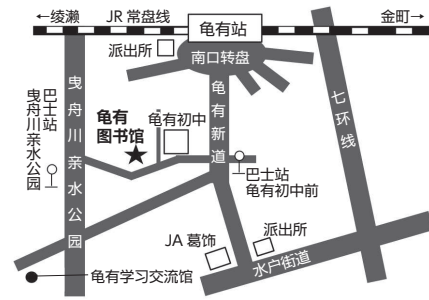 ←绫濑
JR 常盘线
龟有站
金町→
派出所
南口转盘
曳舟川亲水公园
龟有新道
七环线
巴士站
曳舟川亲水公园
龟有
图书馆
龟有初中
巴士站
龟有初中前
JA 葛饰
派出所
水户街道
龟有学习交流馆